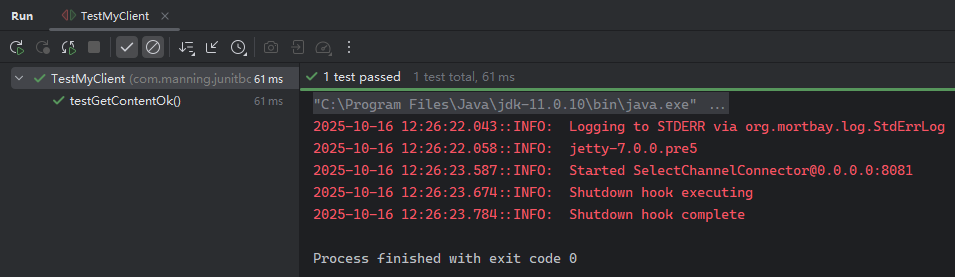 Run
TestMyClient
TestMyClient (com.manning.junitbc 61 ms
testGetContentOk() 61 ms
1 test passed 1 test total, 61 ms
"C:\Program Files\Java\jdk-11.0.10\bin\java.exe" ...
2025-10-16 12:26:22.043::INFO:  Logging to STDERR via org.mortbay.log.StdErrLog
2025-10-16 12:26:22.058::INFO:  jetty-7.0.0.pre5
2025-10-16 12:26:23.587::INFO:  Started SelectChannelConnector@0.0.0.0:8081
2025-10-16 12:26:23.674::INFO:  Shutdown hook executing
2025-10-16 12:26:23.784::INFO:  Shutdown hook complete
Process finished with exit code 0